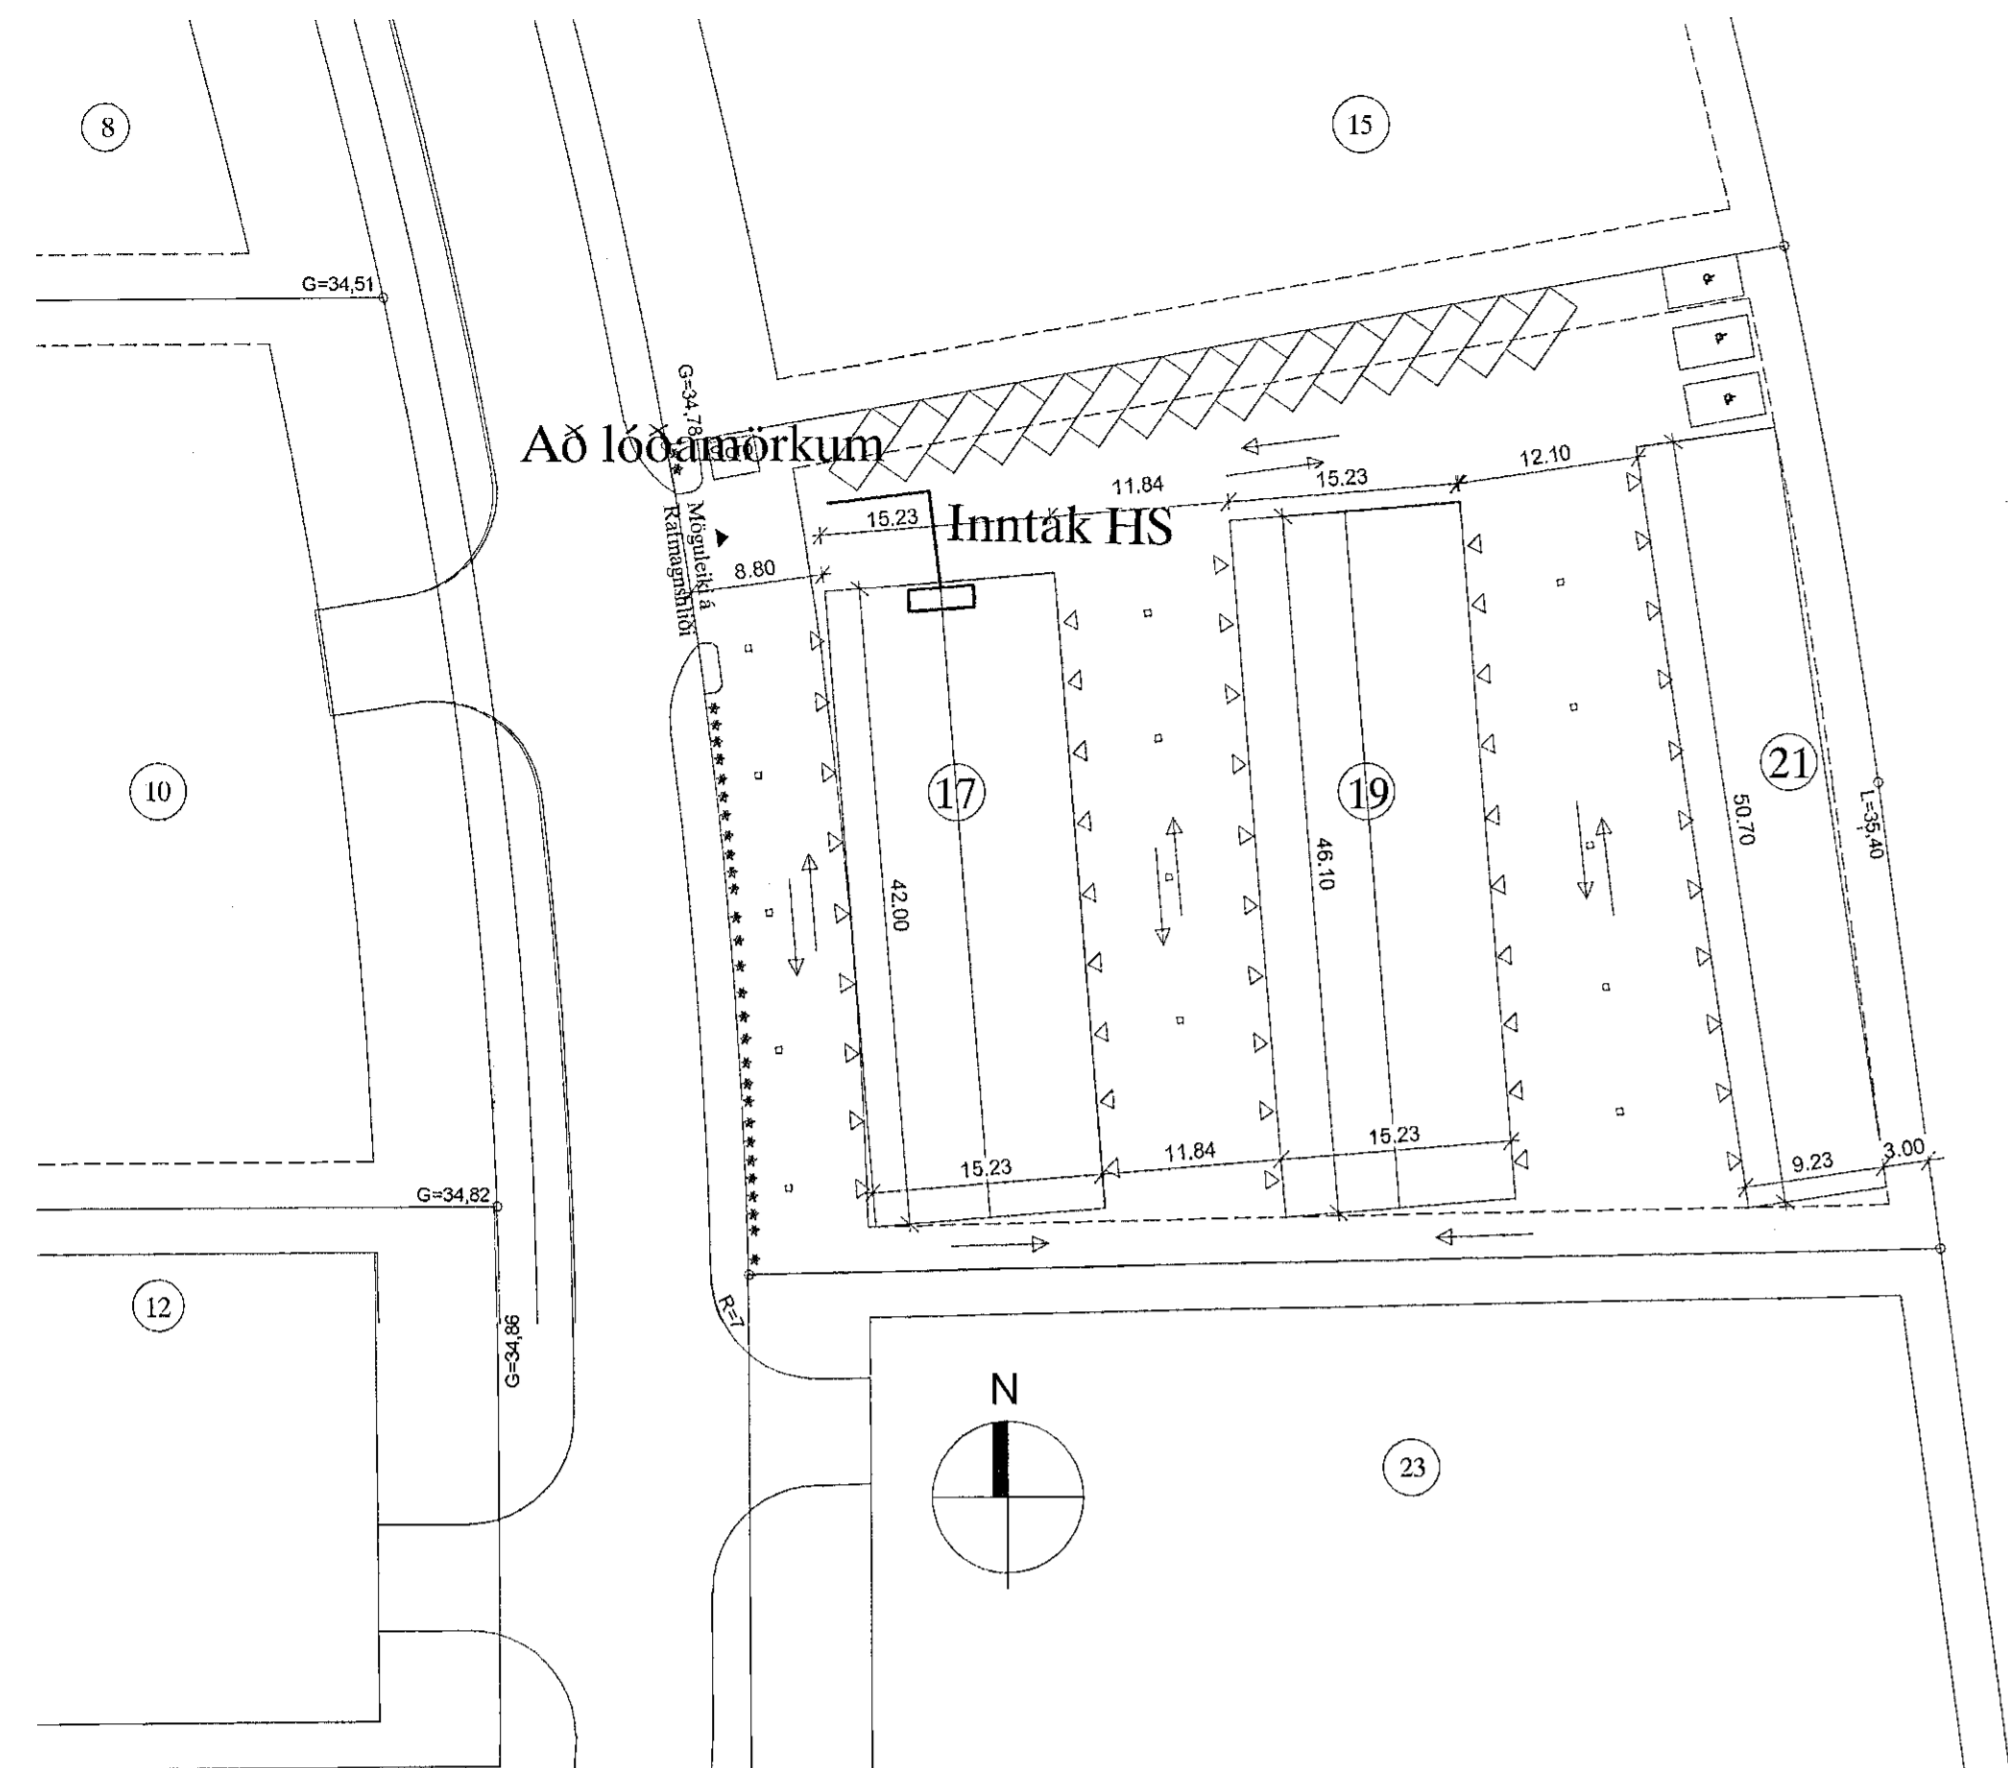 8
15
G=34,51
G=34,78
Að lóðamörkum
12.10
15.23
11.84
15.23
Inntak HS
Möguleiki á
Rafmagnshliði
8.80
10
17
19
21
50.70
L=35,40
46.10
42.00
15.23
11.84
15.23
3.00
9.23
G=34,82
12
R=7
G=34,86
N
23